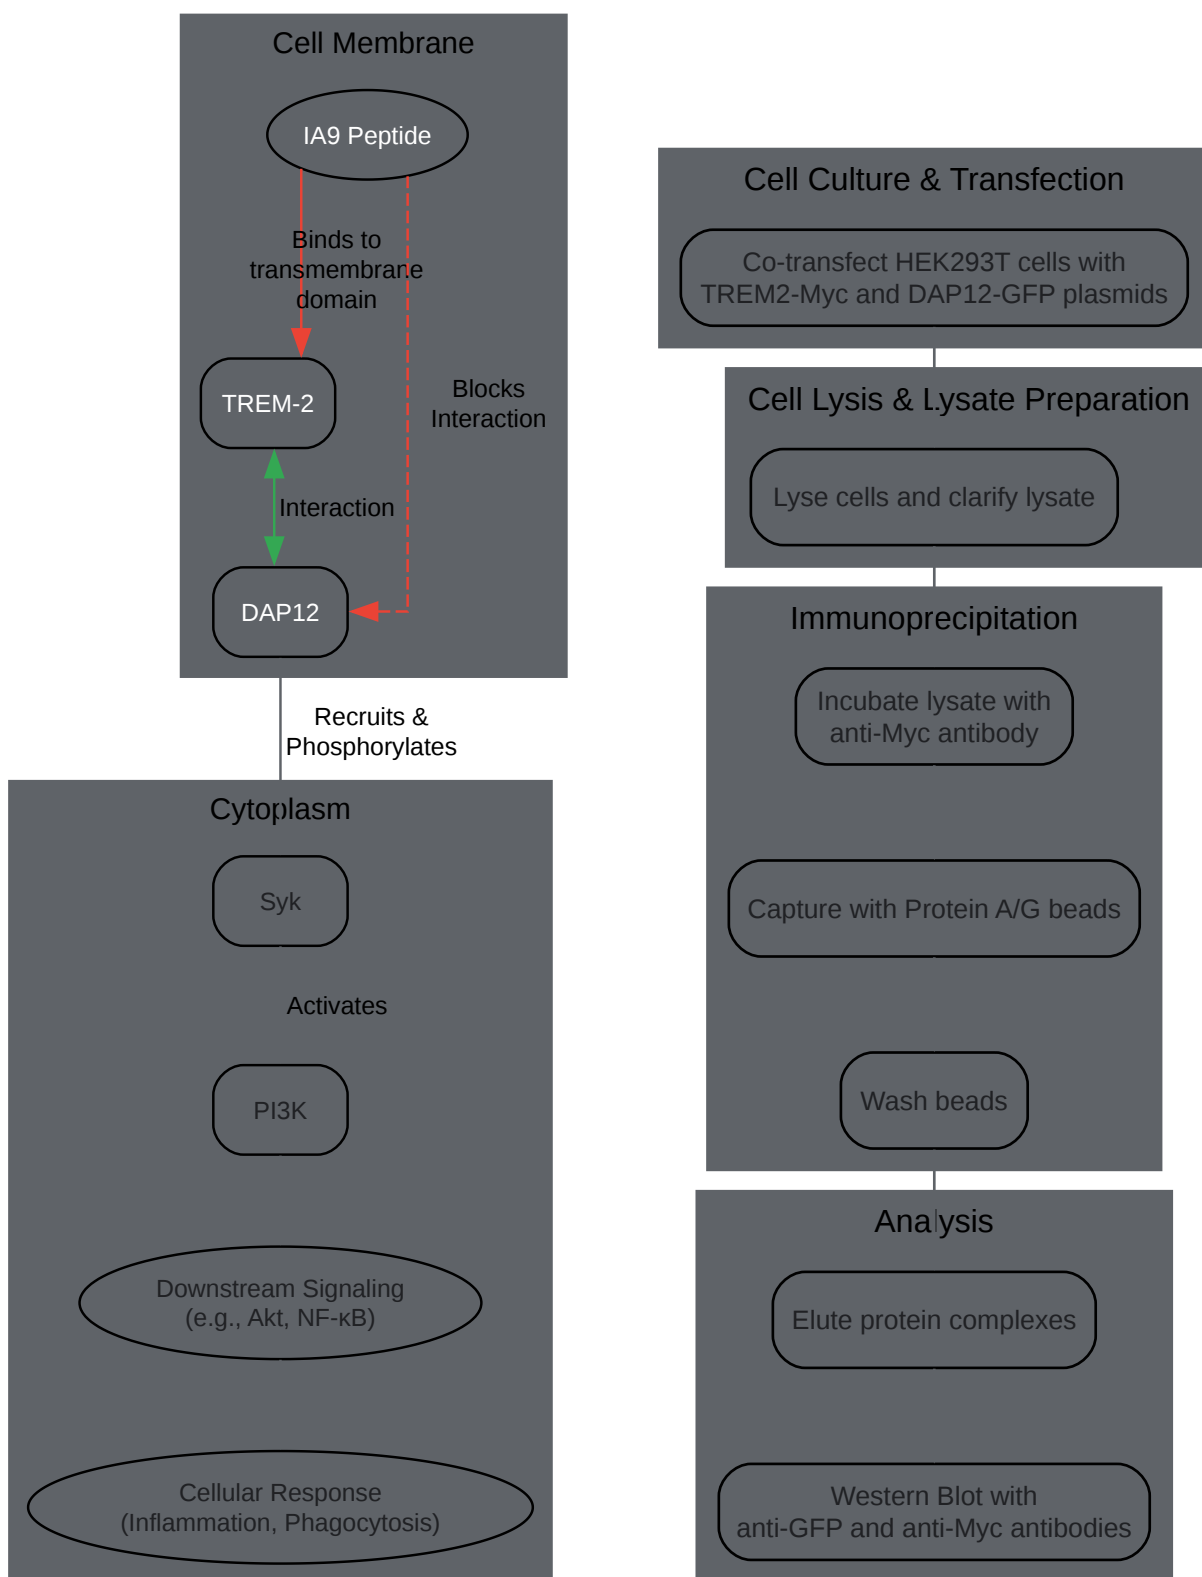 Cell Membrane
IA9 Peptide
Binds to
transmembrane
domain
TREM-2
Blocks
Interaction
Interaction
DAP12
Recruits &
Phosphorylates
Cytoplasm
Syk
Activates
PI3K
Downstream Signaling
(e.g., Akt, NF-κB)
Cellular Response
(Inflammation, Phagocytosis)
Cell Culture & Transfection
Co-transfect HEK293T cells with
TREM2-Myc and DAP12-GFP plasmids
Cell Lysis & Lysate Preparation
Lyse cells and clarify lysate
Immunoprecipitation
Incubate lysate with
anti-Myc antibody
Capture with Protein A/G beads
Wash beads
Analysis
Elute protein complexes
Western Blot with
anti-GFP and anti-Myc antibodies